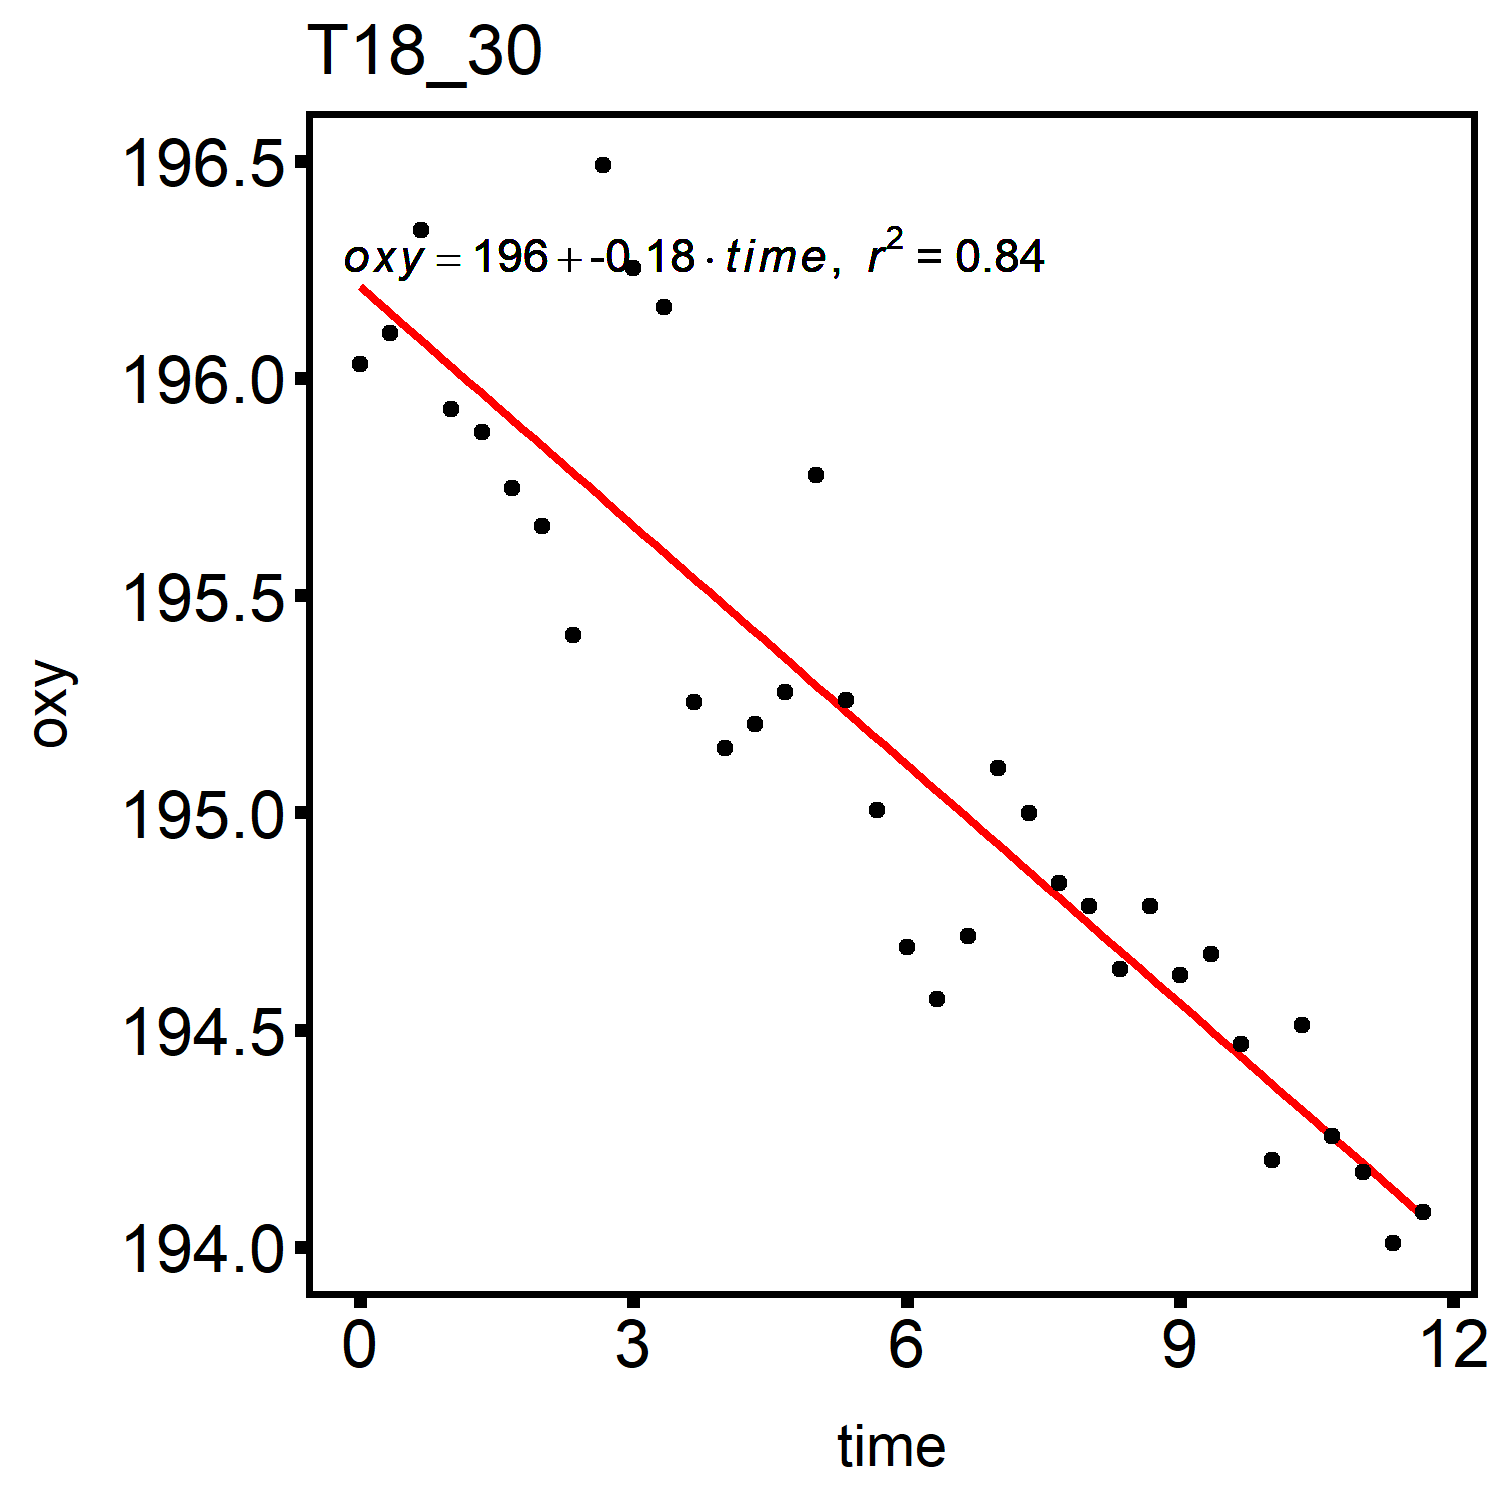 T18_30
196.5
oxy = 196 + -0.18 · time, r² = 0.84
196.0
195.5
oxy
195.0
194.5
194.0
0 3 6 9 12
time